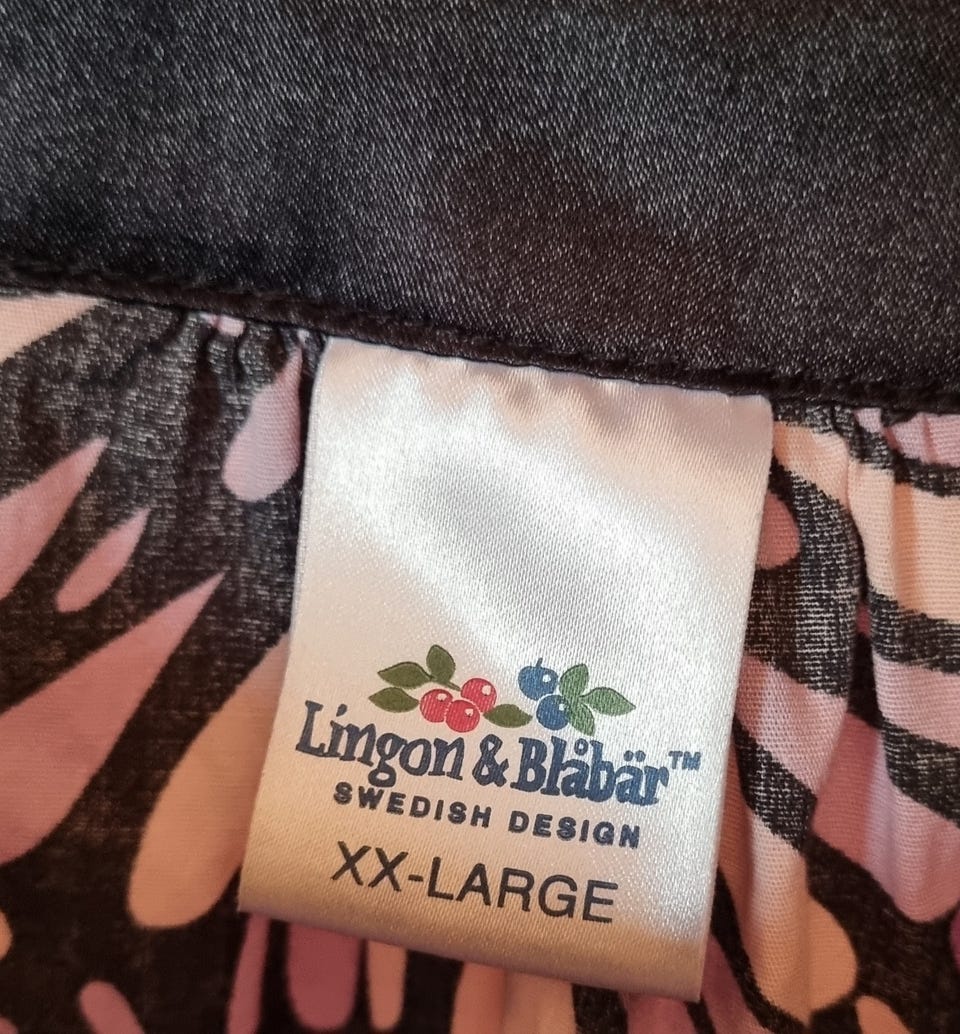 Lingon & Blåbär™
SWEDISH DESIGN
XX-LARGE